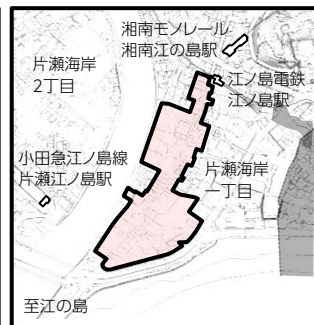 湘南モノレール
湘南江の島駅
片瀬海岸
2丁目
江ノ島電鉄
江ノ島駅
小田急江ノ島線
片瀬江ノ島駅
片瀬海岸
一丁目
至江の島